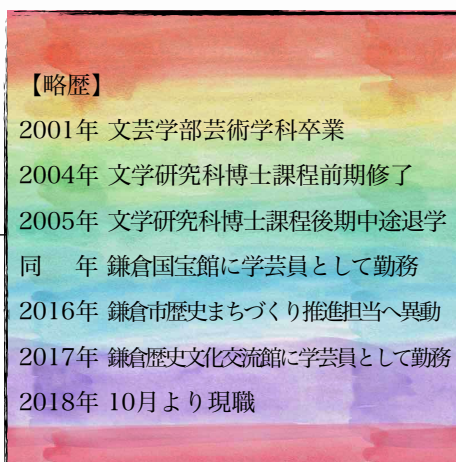 【略歴】
2001年 文芸学部芸術学科卒業
2004年 文学研究科博士課程前期修了
2005年 文学研究科博士課程後期中途退学
同　年 鎌倉国宝館に学芸員として勤務
2016年 鎌倉市歴史まちづくり推進担当へ異動
2017年 鎌倉歴史文化交流館に学芸員として勤務
2018年 10月より現職